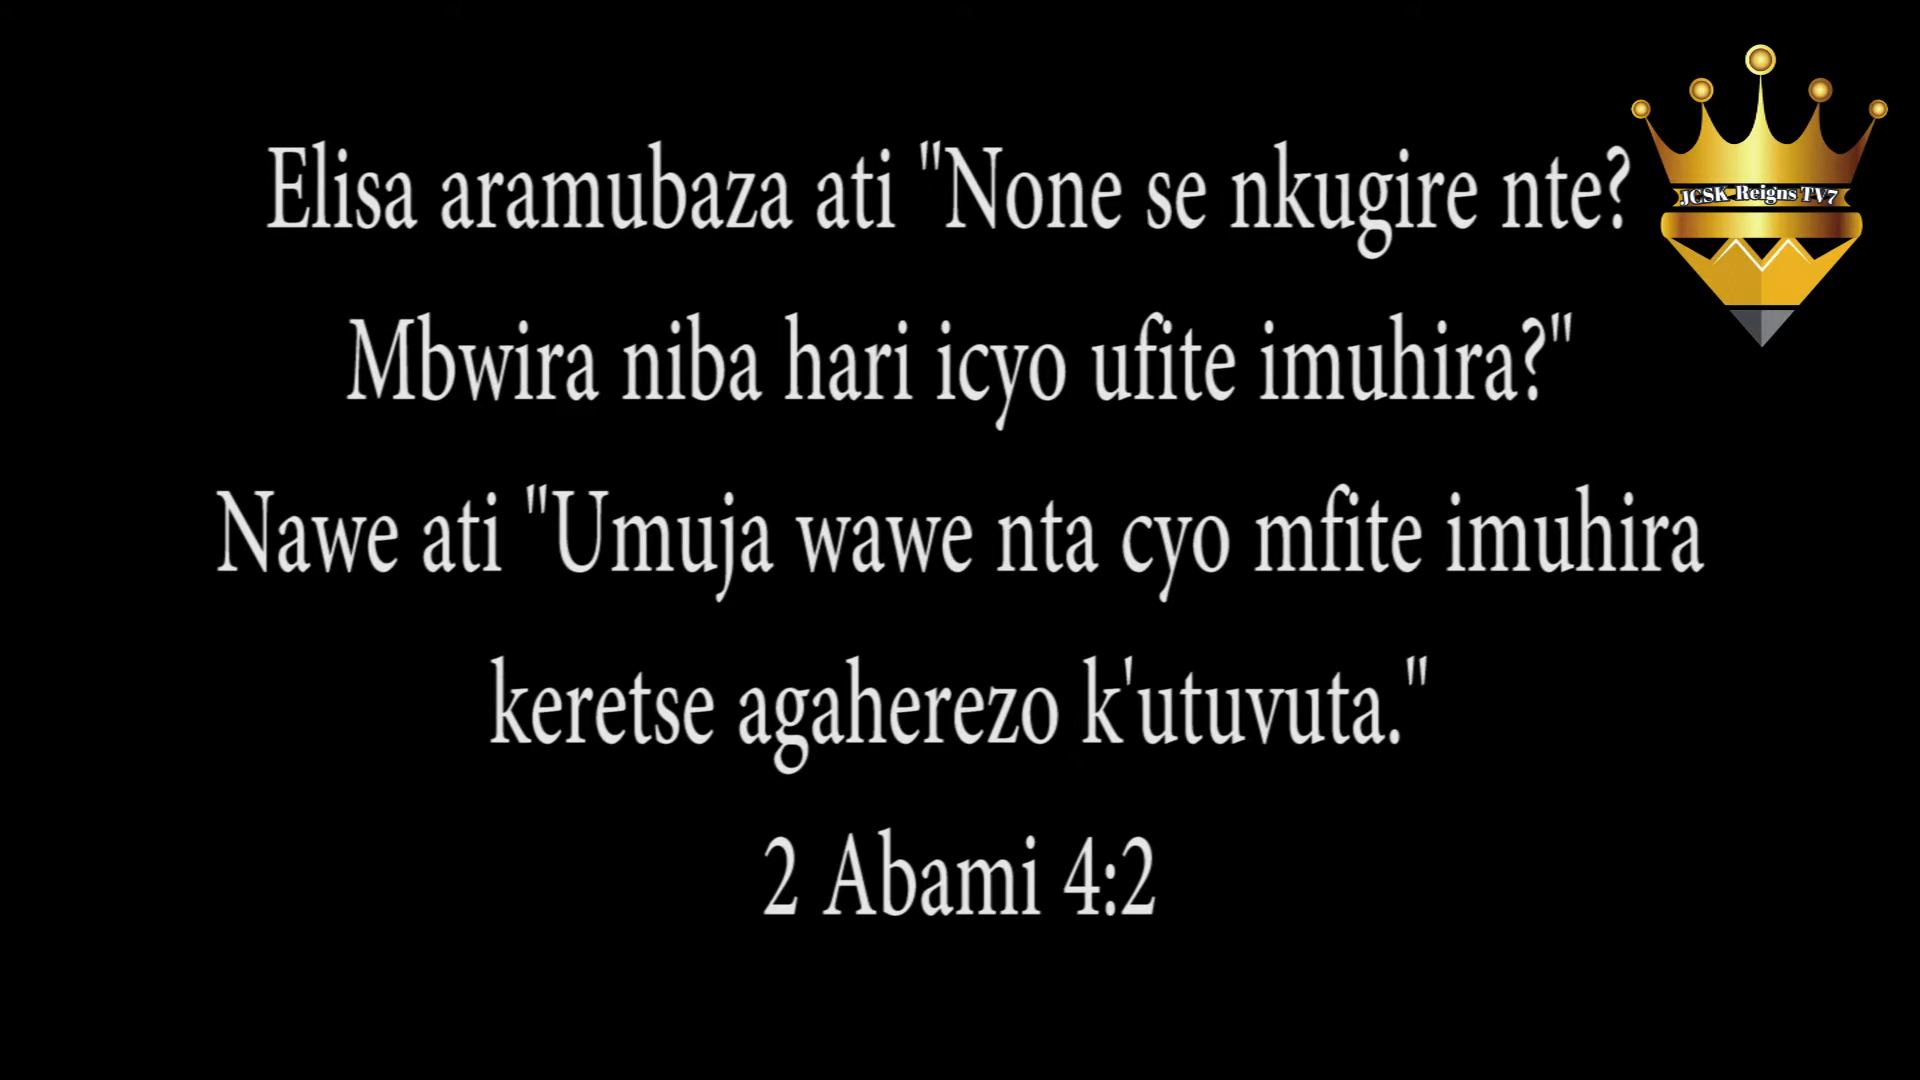 Elisa aramubaza ati "None se nkugire nte?
JCSK Reigns TV7
Mbwira niba hari icyo ufite imuhira?"
Nawe ati "Umuja wawe nta cyo mfite imuhira
keretse agaherezo k'utuvuta."
2 Abami 4:2